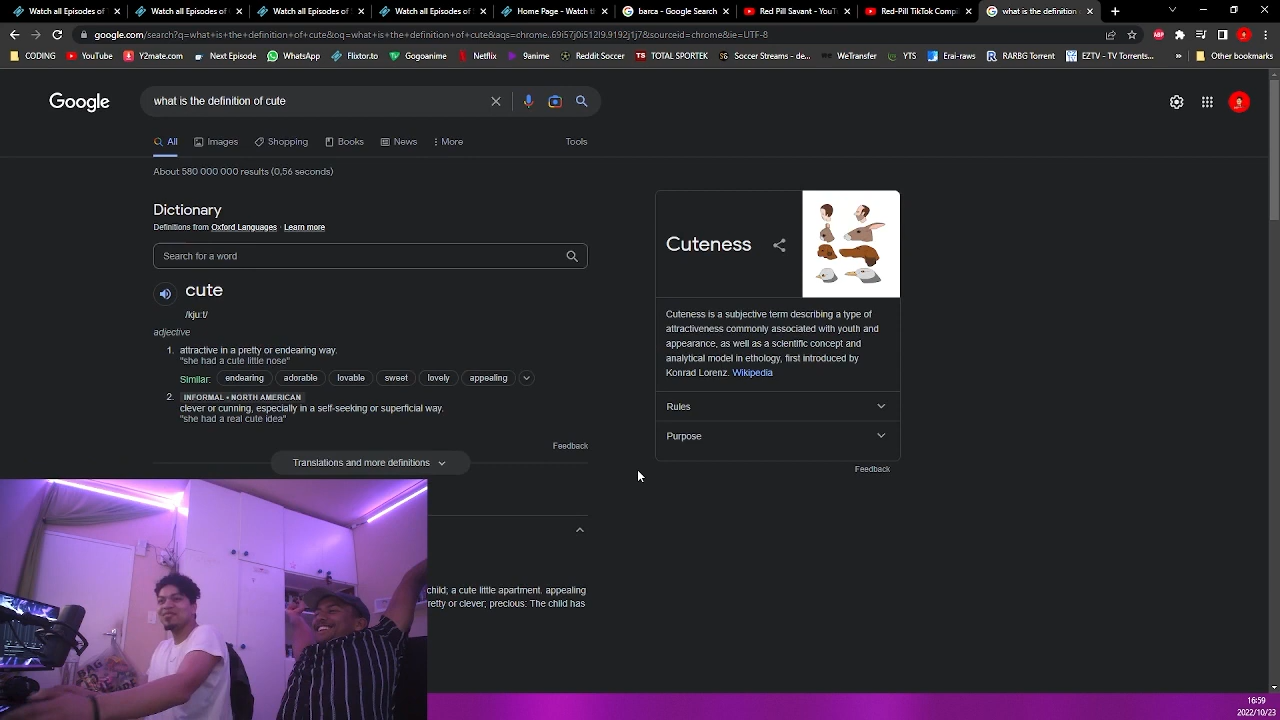 Watch all Episodes of
Watch all Episodes of
Watch all Episodes of
Watch all Episodes of
Home Page - Watch t
barca - Google Search
Red Pill Savant - YouT
Red-Pill TikTok Compi
what is the definition
google.com/search?q=what+is+the+definition+of+cute&oq=what+is+the+definition+of+cute&aqs=chrome..69i57j0i512l9.9192j1j7&sourceid=chrome&ie=UTF-8
CODING
YouTube
Y2mate.com
Next Episode
WhatsApp
Flixtor.to
Gogoanime
Netflix
9anime
Reddit Soccer
TOTAL SPORTEK
Soccer Streams - de...
WeTransfer
YTS
Erai-raws
RARBG Torrent
EZTV - TV Torrents...
»
Other bookmarks
Google
what is the definition of cute
All
Images
Shopping
Books
News
More
Tools
About 580 000 000 results (0,56 seconds)
Dictionary
Definitions from Oxford Languages · Learn more
Search for a word
cute
/kjuːt/
adjective
1. attractive in a pretty or endearing way.
"she had a cute little nose"
Similar:
endearing
adorable
lovable
sweet
lovely
appealing
2. INFORMAL • NORTH AMERICAN
clever or cunning, especially in a self-seeking or superficial way.
"she had a real cute idea"
Feedback
Translations and more definitions
child; a cute little apartment. appealing
retty or clever; precious: The child has
Cuteness
Cuteness is a subjective term describing a type of
attractiveness commonly associated with youth and
appearance, as well as a scientific concept and
analytical model in ethology, first introduced by
Konrad Lorenz. Wikipedia
Rules
Purpose
Feedback
16:59
2022/10/23